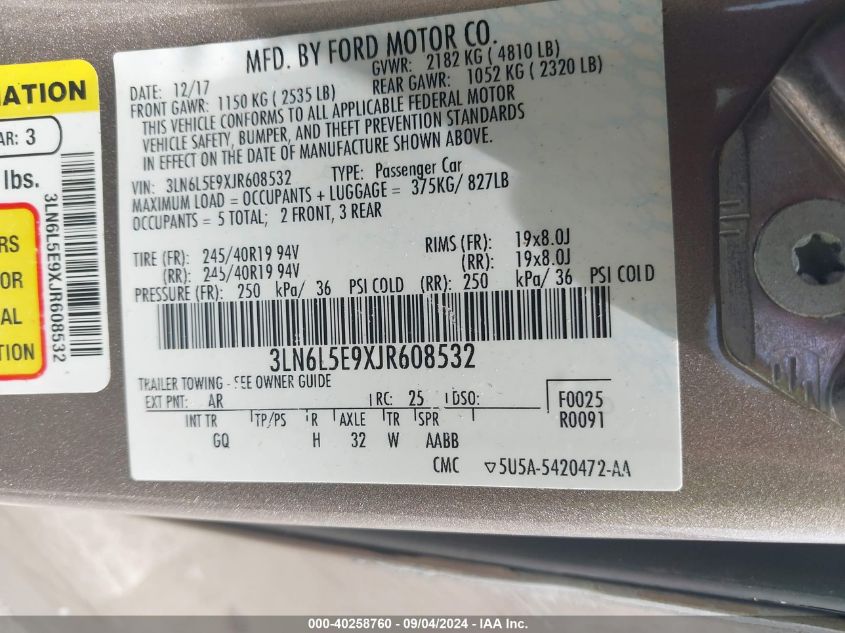 MATION
AR: 3
lbs.
RS
OR
AL
TION
3LN6L5E9XJR608532
MFD. BY FORD MOTOR CO.
DATE: 12/17 GVWR: 2182 KG ( 4810 LB)
FRONT GAWR: 1150 KG ( 2535 LB) REAR GAWR: 1052 KG ( 2320 LB)
THIS VEHICLE CONFORMS TO ALL APPLICABLE FEDERAL MOTOR
VEHICLE SAFETY, BUMPER, AND THEFT PREVENTION STANDARDS
IN EFFECT ON THE DATE OF MANUFACTURE SHOWN ABOVE.
VIN: 3LN6L5E9XJR608532 TYPE: Passenger Car
MAXIMUM LOAD = OCCUPANTS + LUGGAGE = 375KG/ 827LB
OCCUPANTS = 5 TOTAL; 2 FRONT, 3 REAR
TIRE (FR): 245/40R19 94V RIMS (FR): 19x8.0J
(RR): 245/40R19 94V (RR): 19x8.0J
PRESSURE (FR): 250 kPa/ 36 PSI COLD (RR): 250 kPa/ 36 PSI COLD
3LN6L5E9XJR608532
TRAILER TOWING - SEE OWNER GUIDE
EXT PNT: AR RC: 25 DSO: F0025
R0091
INT TR TP/PS R AXLE TR SPR
GQ H 32 W AABB
CMC ▽5U5A-5420472-AA
000-40258760 - 09/04/2024 - IAA Inc.